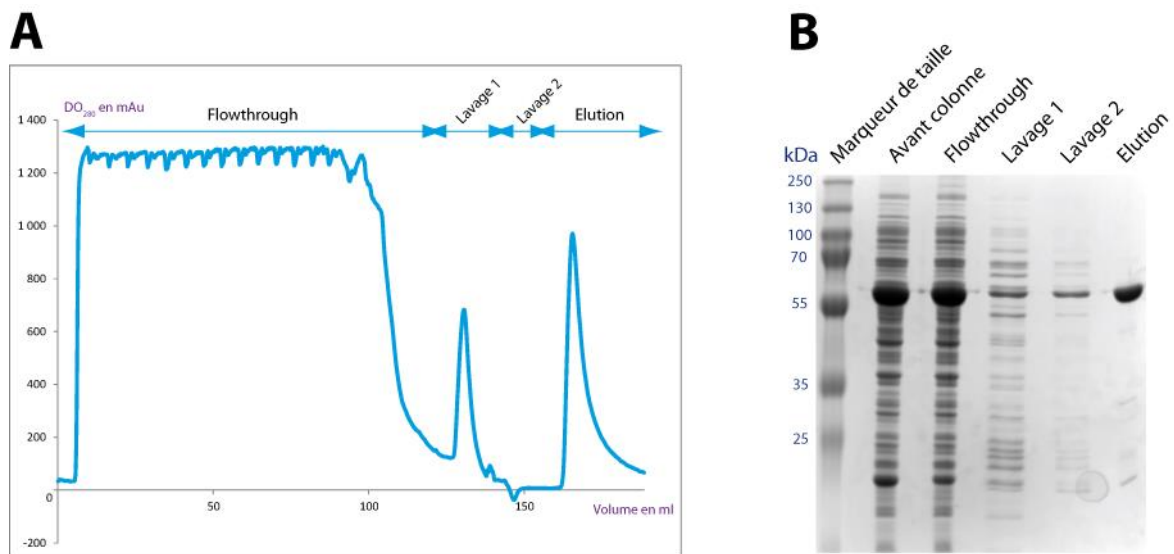 A
DO280 en mAu
Flowthrough
Lavage 1
Lavage 2
Elution
1 400
1 200
1 000
800
600
400
200
0
-200
50
100
150
Volume en ml
B
kDa
Marqueur de taille
Avant colonne
Flowthrough
Lavage 1
Lavage 2
Elution
250
130
100
70
55
35
25